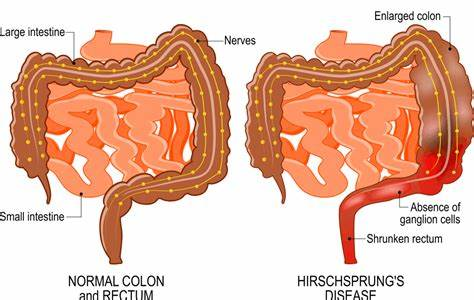 Large intestine
Nerves
Small intestine
NORMAL COLON
and RECTUM
Enlarged colon
Absence of
ganglion cells
Shrunken rectum
HIRSCHSPRUNG'S
DISEASE